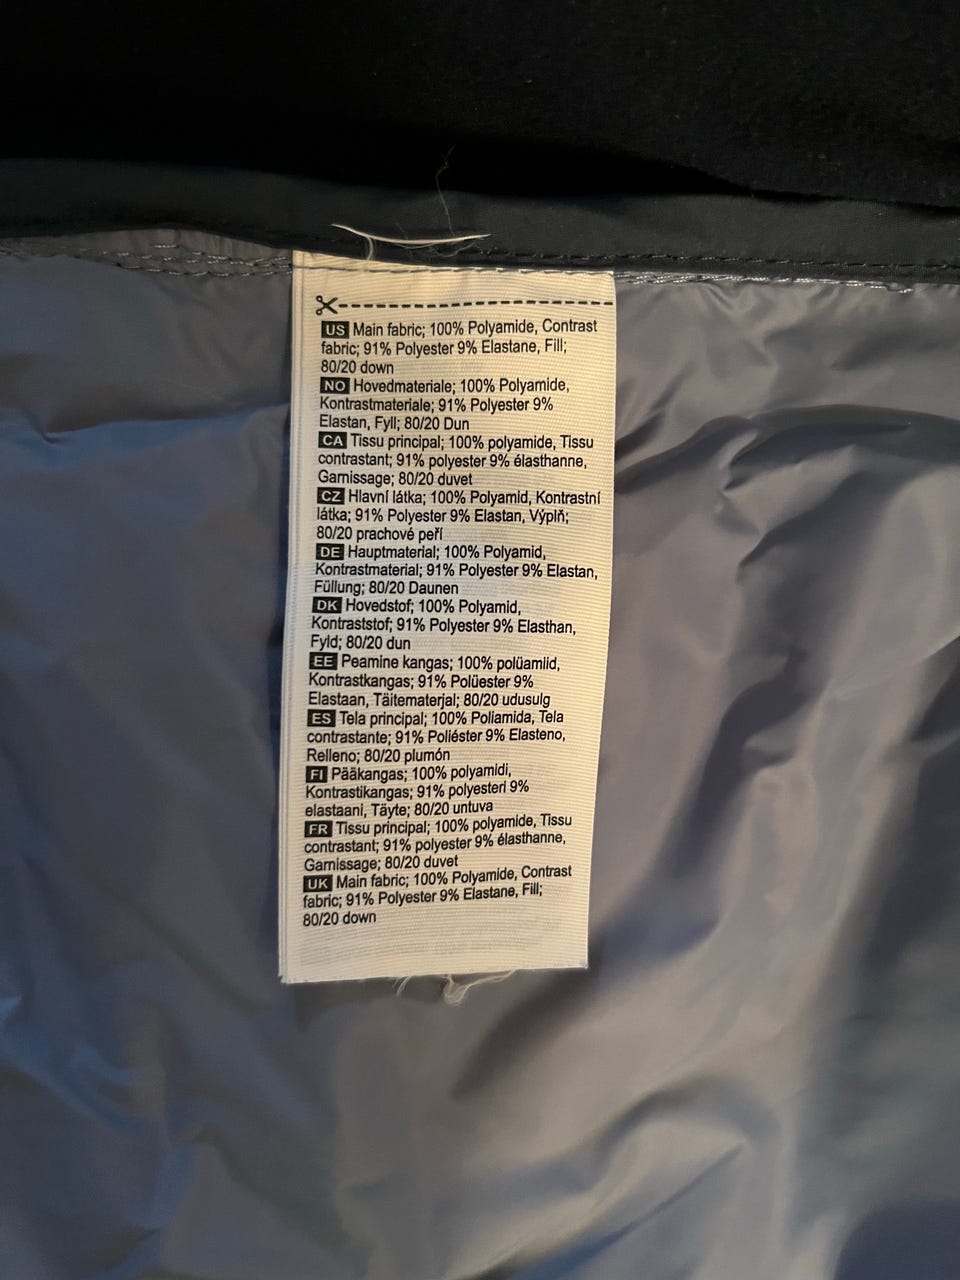 US Main fabric; 100% Polyamide, Contrast
fabric; 91% Polyester 9% Elastane, Fill;
80/20 down
NO Hovedmateriale; 100% Polyamide,
Kontrastmateriale; 91% Polyester 9%
Elastan, Fyll; 80/20 Dun
CA Tissu principal; 100% polyamide, Tissu
contrastant; 91% polyester 9% élasthanne,
Garnissage; 80/20 duvet
CZ Hlavní látka; 100% Polyamid, Kontrastní
látka; 91% Polyester 9% Elastan, Výplň;
80/20 prachové peří
DE Hauptmaterial; 100% Polyamid,
Kontrastmaterial; 91% Polyester 9% Elastan,
Füllung; 80/20 Daunen
DK Hovedstof; 100% Polyamid,
Kontraststof; 91% Polyester 9% Elasthan,
Fyld; 80/20 dun
EE Peamine kangas; 100% polüamiid,
Kontrastkangas; 91% Polüester 9%
Elastaan, Täitematerjal; 80/20 udusulg
ES Tela principal; 100% Poliamida, Tela
contrastante; 91% Poliéster 9% Elasteno,
Relleno; 80/20 plumón
FI Pääkangas; 100% polyamidi,
Kontrastikangas; 91% polyesteri 9%
elastaani, Täyte; 80/20 untuva
FR Tissu principal; 100% polyamide, Tissu
contrastant; 91% polyester 9% élasthanne,
Garnissage; 80/20 duvet
UK Main fabric; 100% Polyamide, Contrast
fabric; 91% Polyester 9% Elastane, Fill;
80/20 down